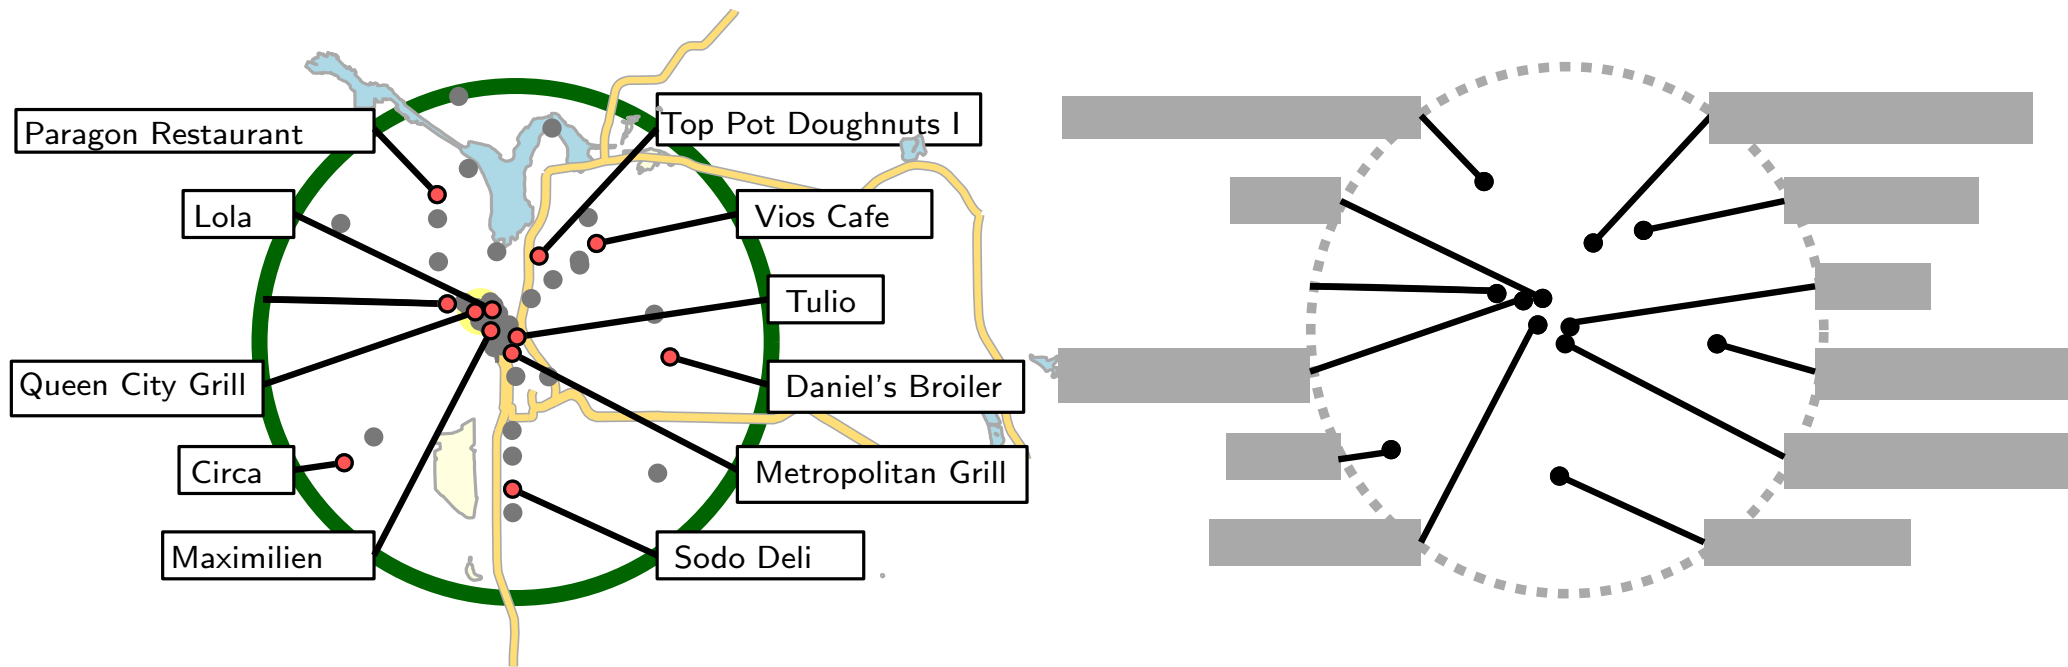 Paragon Restaurant
Top Pot Doughnuts I
Lola
Vios Cafe
Tulio
Queen City Grill
Daniel's Broiler
Circa
Metropolitan Grill
Maximilien
Sodo Deli